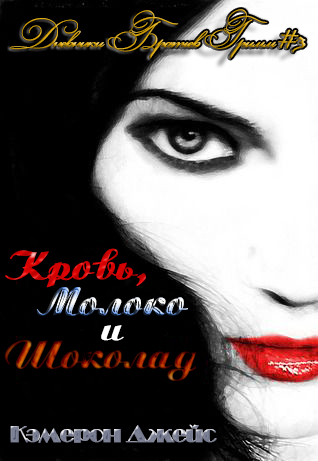 Дневники Братьев Гримм #3
Кровь,
Молоко
и
Шоколад
Кэмерон Джейс